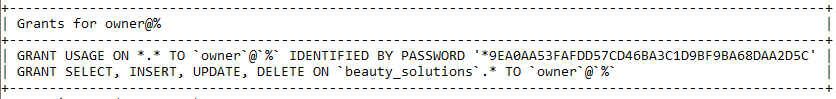 Grants for owner@%
GRANT USAGE ON *.* TO `owner`@`%` IDENTIFIED BY PASSWORD '*9EA0AA53FAFDD57CD46BA3C1D9BF9BA68DAA2D5C'
GRANT SELECT, INSERT, UPDATE, DELETE ON `beauty_solutions`.* TO `owner`@`%`